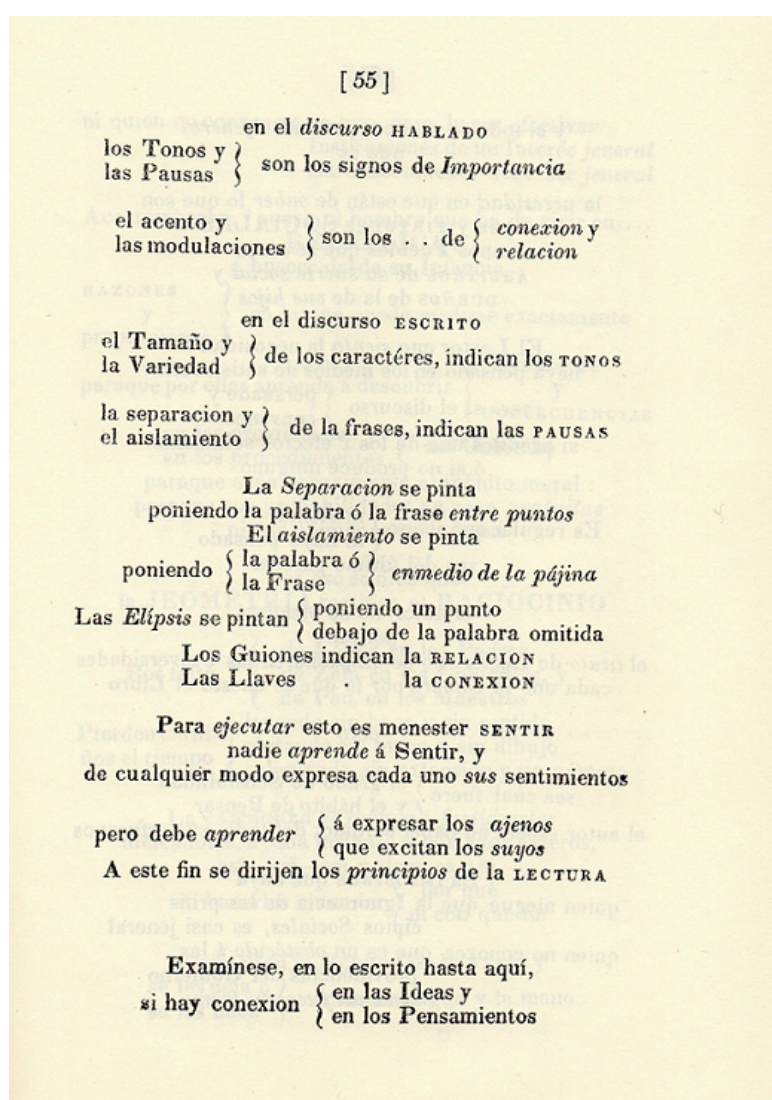 [ 55 ]
en el discurso HABLADO
los Tonos y
las Pausas } son los signos de Importancia
el acento y
las modulaciones } son los . . de { conexion y
relacion
en el discurso ESCRITO
el Tamaño y
la Variedad } de los caractéres, indican los TONOS
la separacion y
el aislamiento } de la frases, indican las PAUSAS
La Separacion se pinta
poniendo la palabra ó la frase entre puntos
El aislamiento se pinta
poniendo { la palabra ó
la Frase } enmedio de la pájina
Las Elípsis se pintan { poniendo un punto
debajo de la palabra omitida
Los Guiones indican la RELACION
Las Llaves . la CONEXION
Para ejecutar esto es menester SENTIR
nadie aprende á Sentir, y
de cualquier modo expresa cada uno sus sentimientos
pero debe aprender { á expresar los ajenos
que excitan los suyos
A este fin se dirijen los principios de la LECTURA
Examínese, en lo escrito hasta aquí,
si hay conexion { en las Ideas y
en los Pensamientos